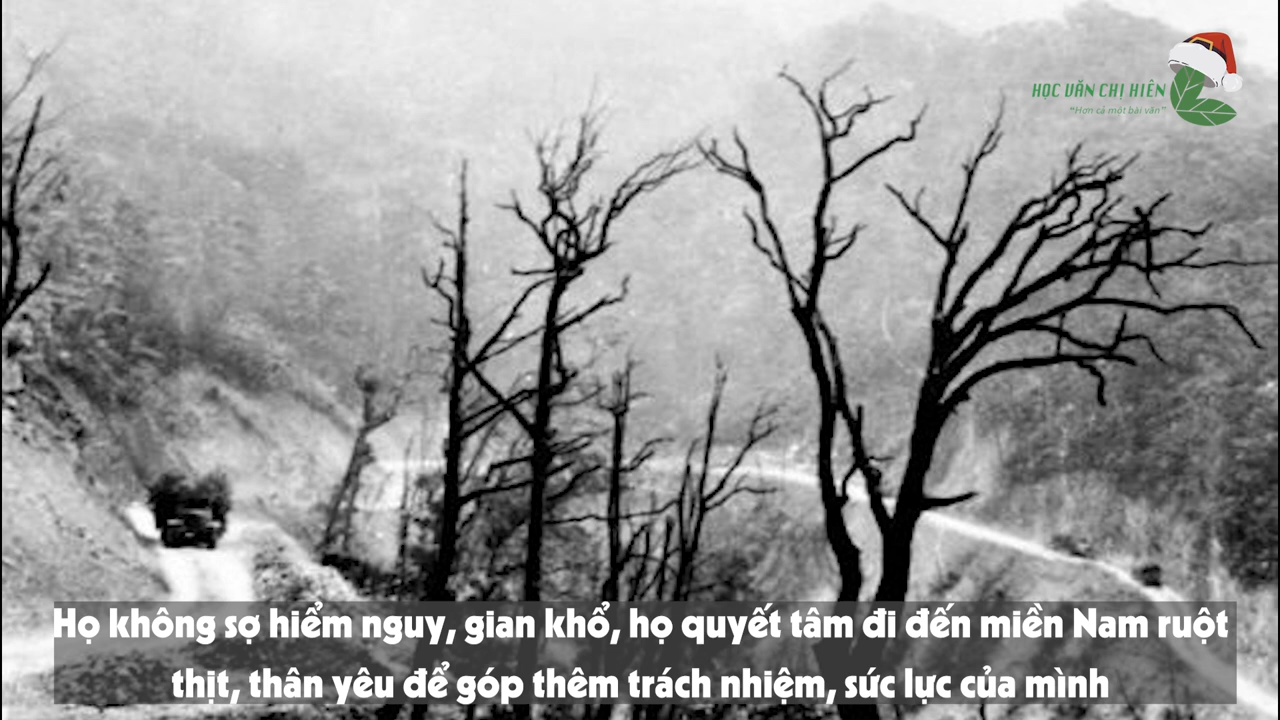 HỌC VĂN CHỊ HIÊN
"Hơn cả một bài văn"
Họ không sợ hiểm nguy, gian khổ, họ quyết tâm đi đến miền Nam ruột
thịt, thân yêu để góp thêm trách nhiệm, sức lực của mình